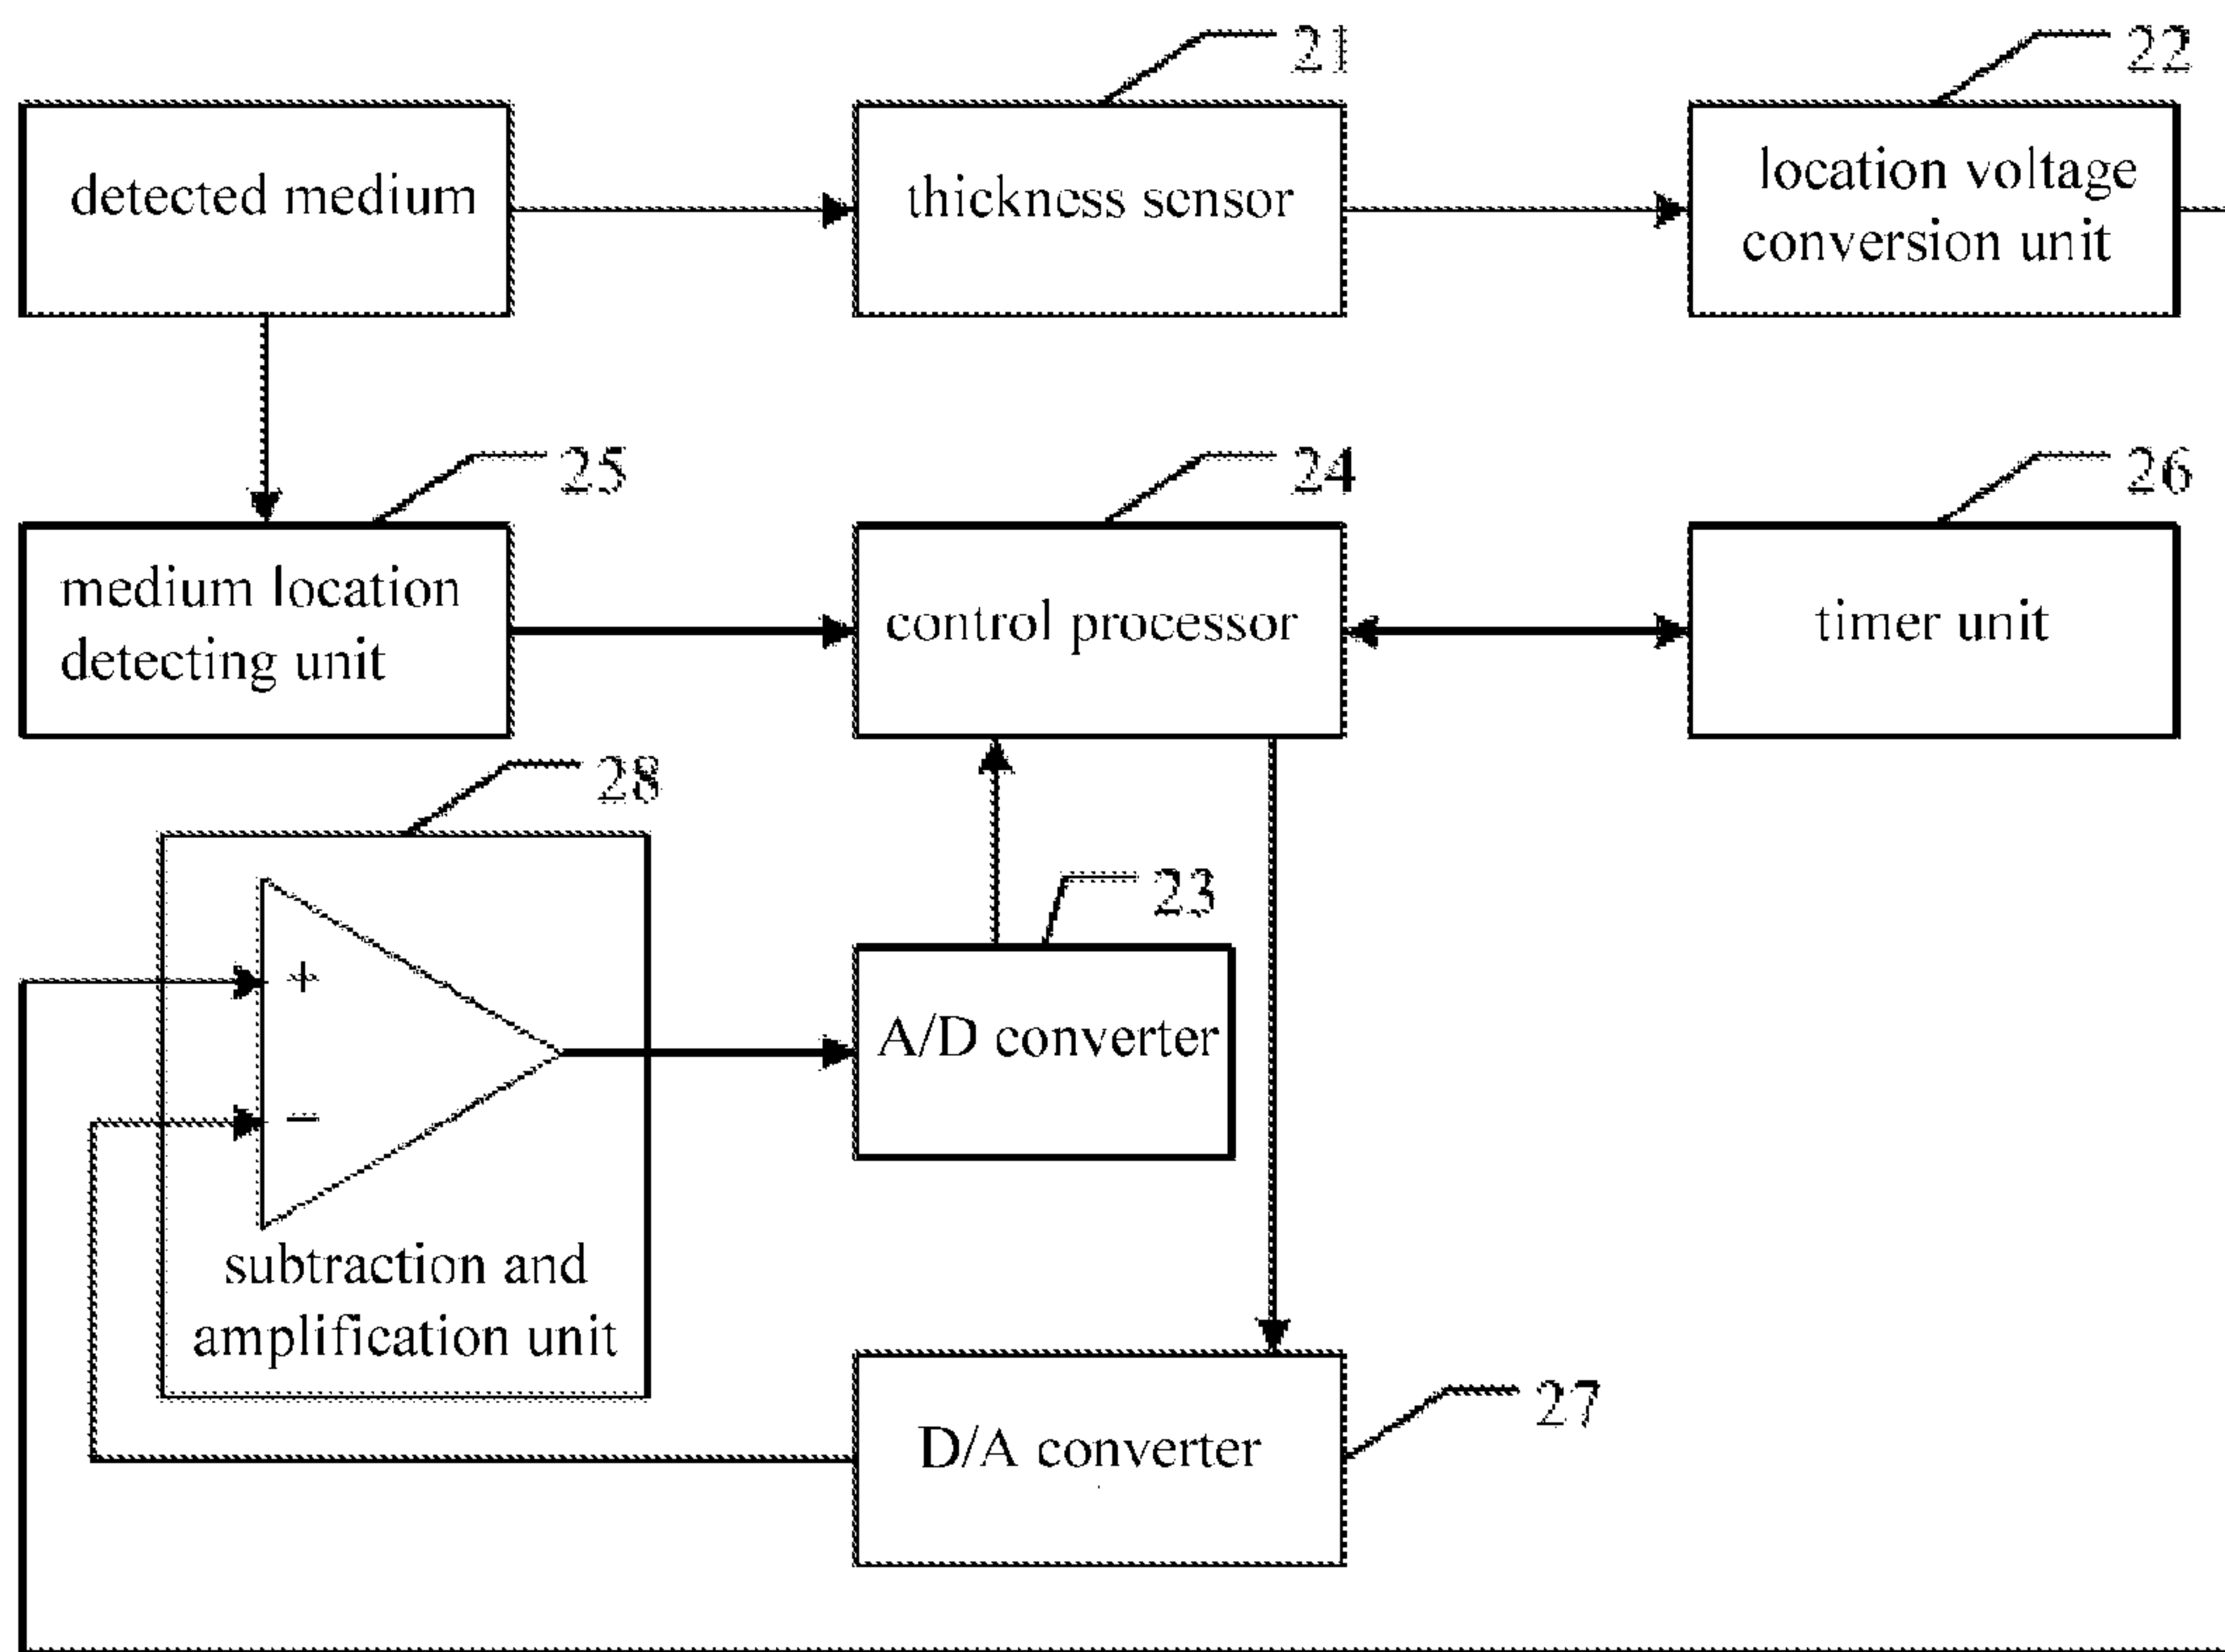 21
22
detected medium
thickness sensor
location voltage
conversion unit
25
24
26
medium location
detecting unit
control processor
timer unit
28
23
+
A/D converter
−
subtraction and
amplification unit
27
D/A converter